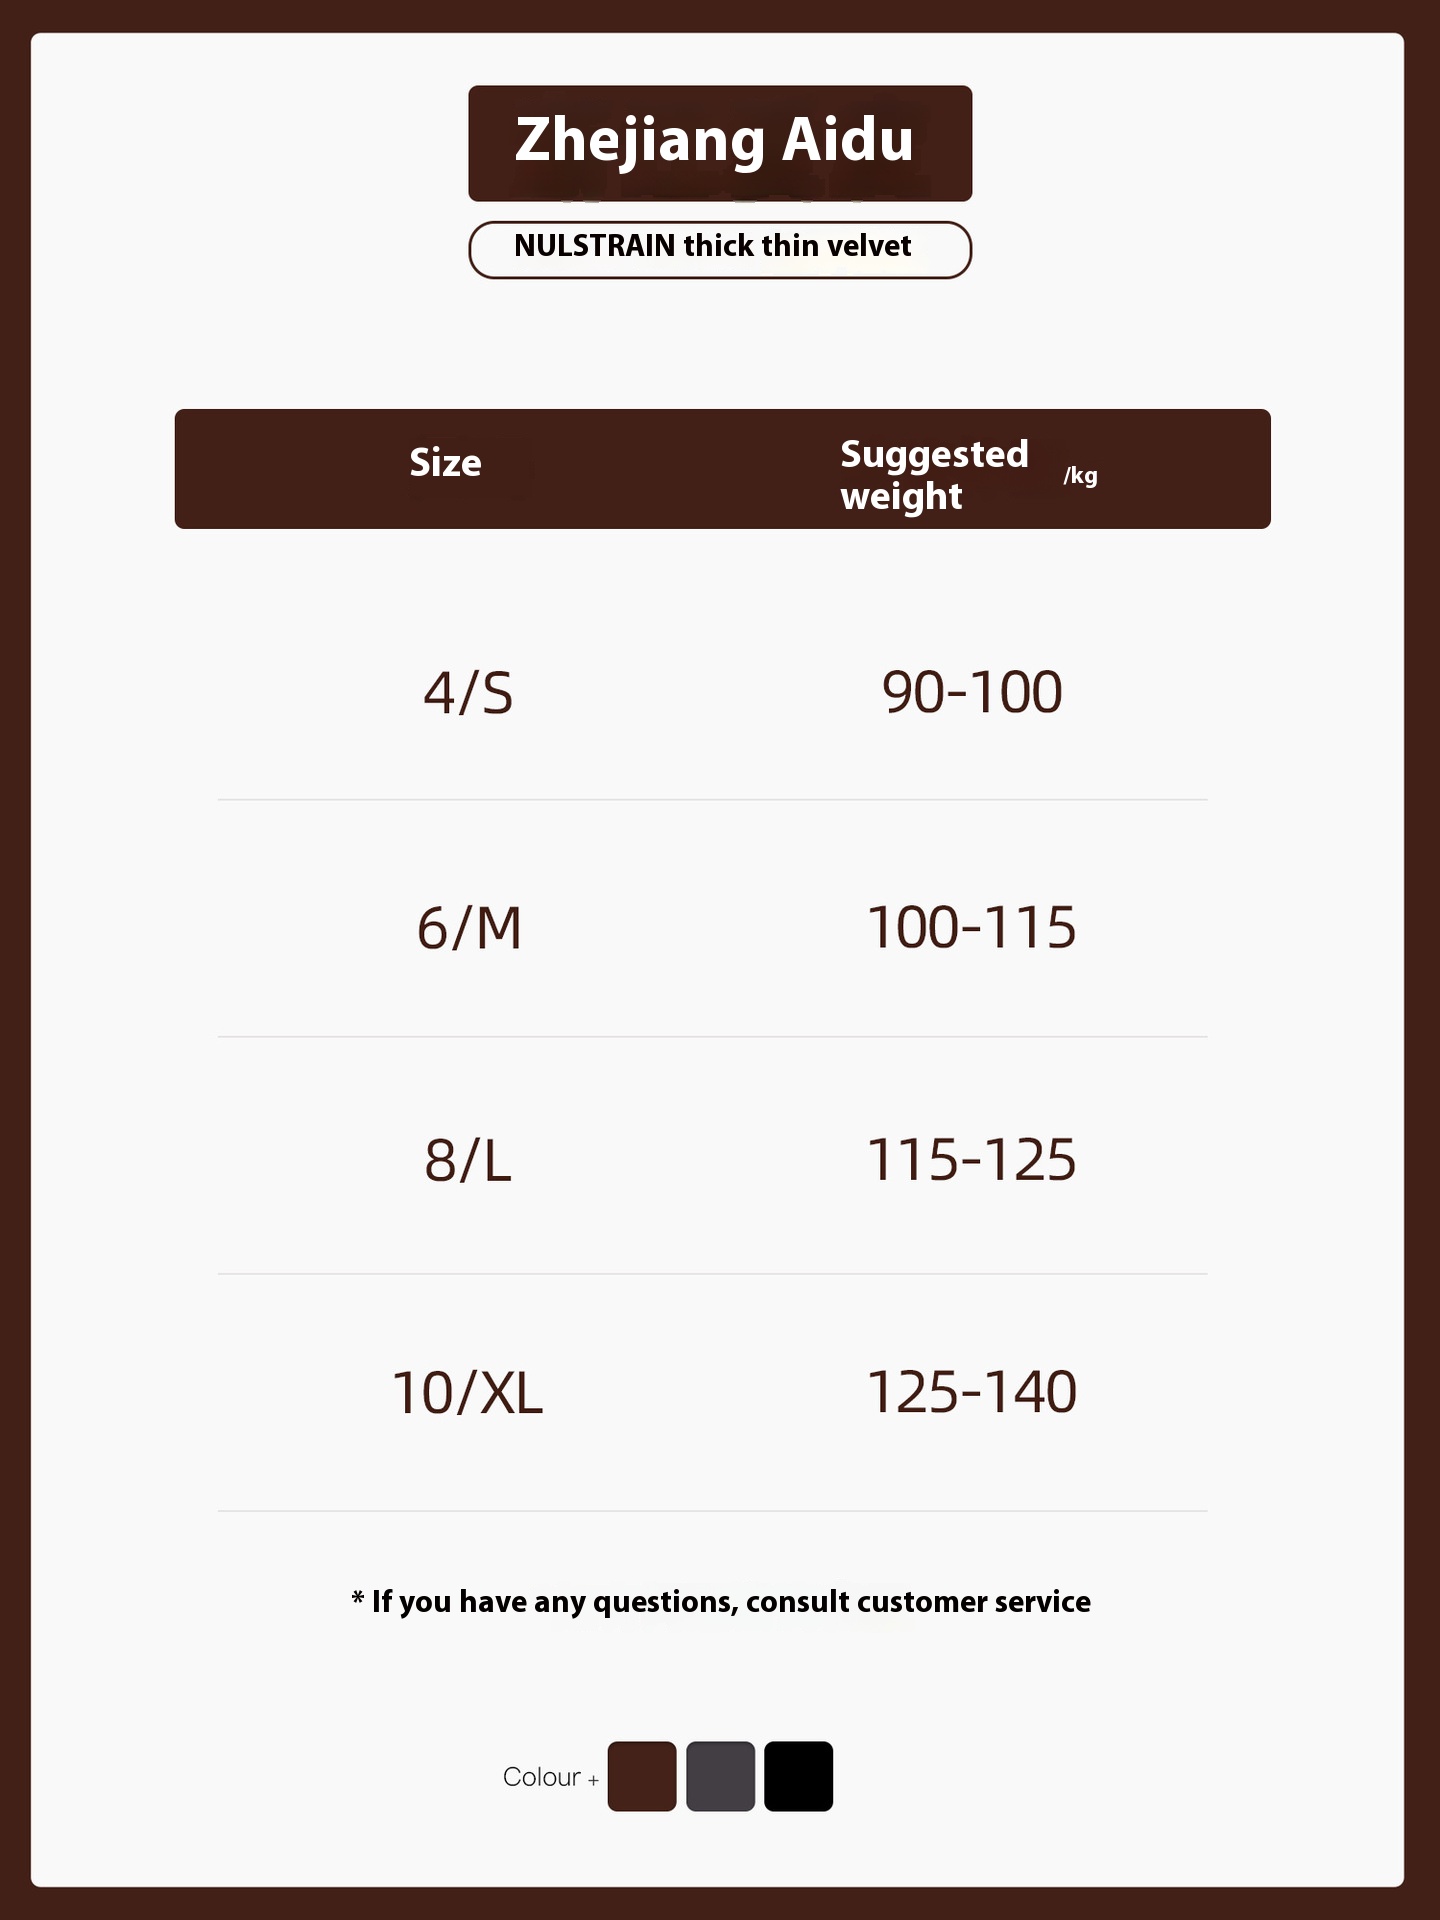 Zhejiang Aidu
NULSTRAIN thick thin velvet
Size
Suggested
weight
/kg
4/S
90-100
6/M
100-115
8/L
115-125
10/XL
125-140
* If you have any questions, consult customer service
Colour +